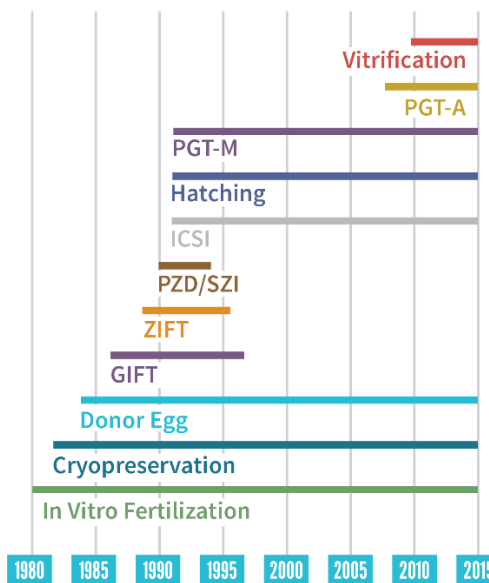 Vitrification
PGT-A
PGT-M
Hatching
ICSI
PZD/SZI
ZIFT
GIFT
Donor Egg
Cryopreservation
In Vitro Fertilization
1980 1985 1990 1995 2000 2005 2010 2015